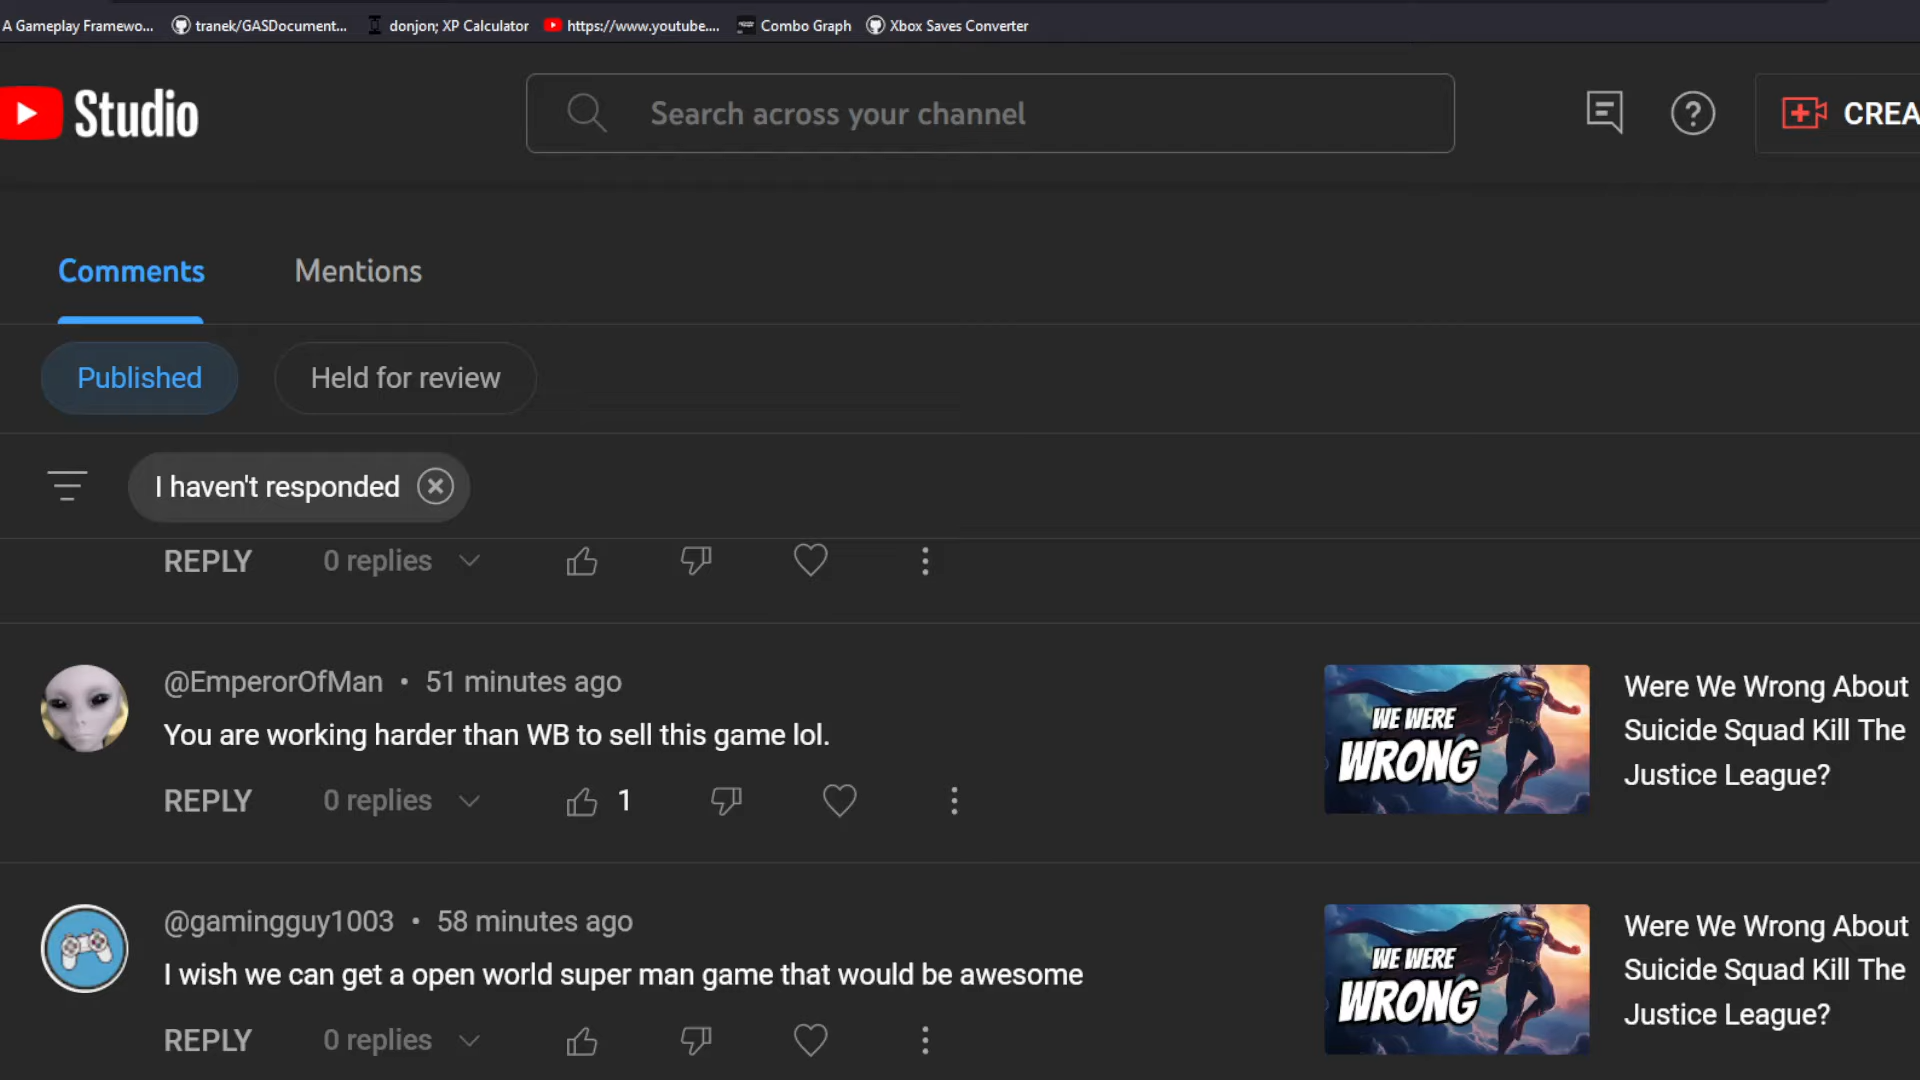 A Gameplay Framewo... tranek/GASDocument... donjon; XP Calculator https://www.youtube.... Combo Graph Xbox Saves Converter
Studio
Search across your channel
CREA
Comments Mentions
Published Held for review
I haven't responded
REPLY 0 replies
@EmperorOfMan • 51 minutes ago
You are working harder than WB to sell this game lol.
REPLY 0 replies 1
WE WERE
WRONG
Were We Wrong About
Suicide Squad Kill The
Justice League?
@gamingguy1003 • 58 minutes ago
I wish we can get a open world super man game that would be awesome
REPLY 0 replies
WE WERE
WRONG
Were We Wrong About
Suicide Squad Kill The
Justice League?